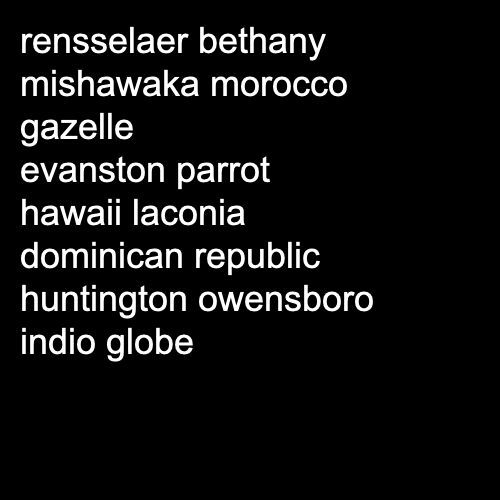 rensselaer bethany
mishawaka morocco
gazelle
evanston parrot
hawaii laconia
dominican republic
huntington owensboro
indio globe